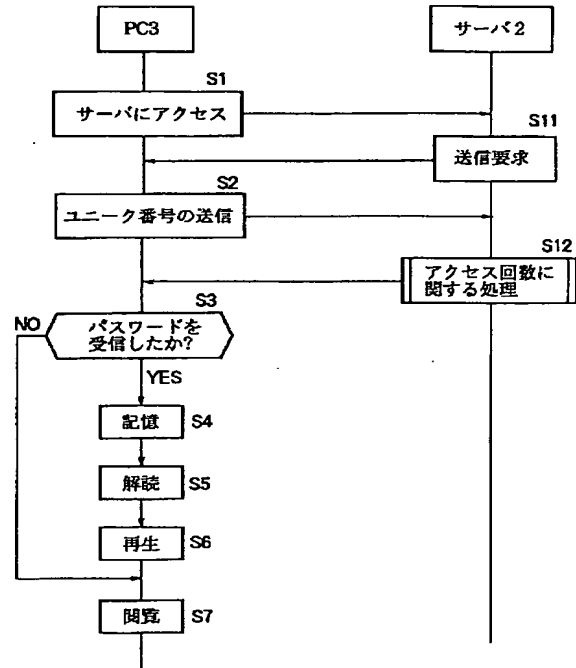 PC3
サーバ2
S1
サーバにアクセス
S11
送信要求
S2
ユニーク番号の送信
S12
アクセス回数に
関する処理
S3
NO
パスワードを
受信したか?
YES
記憶
S4
解読
S5
再生
S6
閲覧
S7